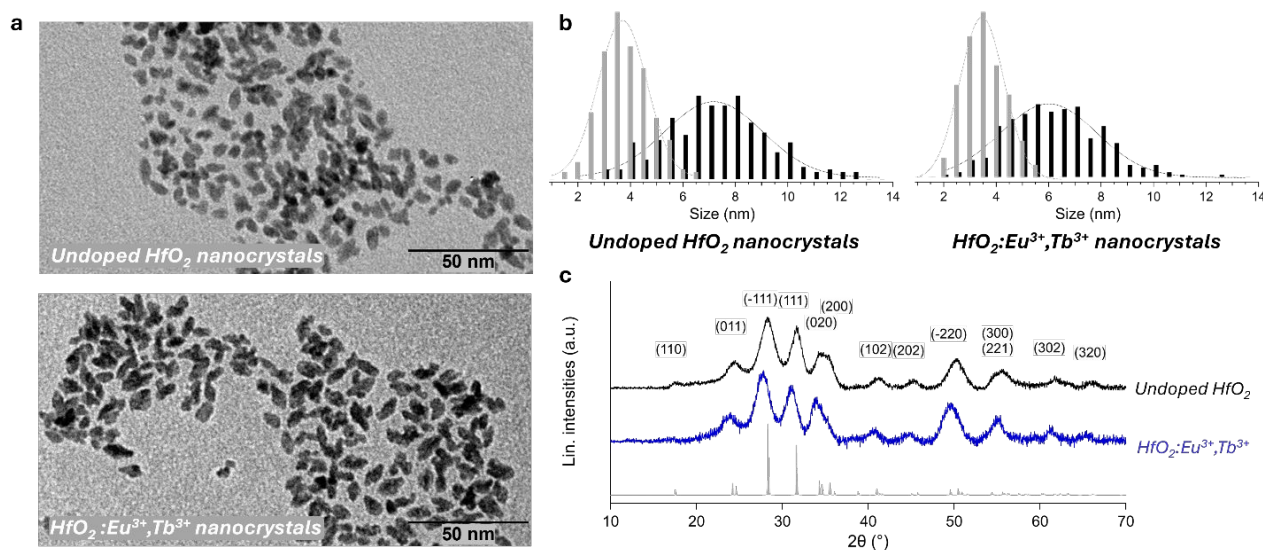 a
Undoped HfO₂ nanocrystals
50 nm
HfO₂:Eu³⁺,Tb³⁺ nanocrystals
50 nm
b
2 4 6 8 10 12 14
Size (nm)
Undoped HfO₂ nanocrystals
2 4 6 8 10 12 14
Size (nm)
HfO₂:Eu³⁺,Tb³⁺ nanocrystals
c
Lin. intensities (a.u.)
(110)
(011)
(-111)
(111)
(020)
(200)
(102)
(202)
(-220)
(300)
(221)
(302)
(320)
Undoped HfO₂
HfO₂:Eu³⁺,Tb³⁺
10 20 30 40 50 60 70
2θ (°)